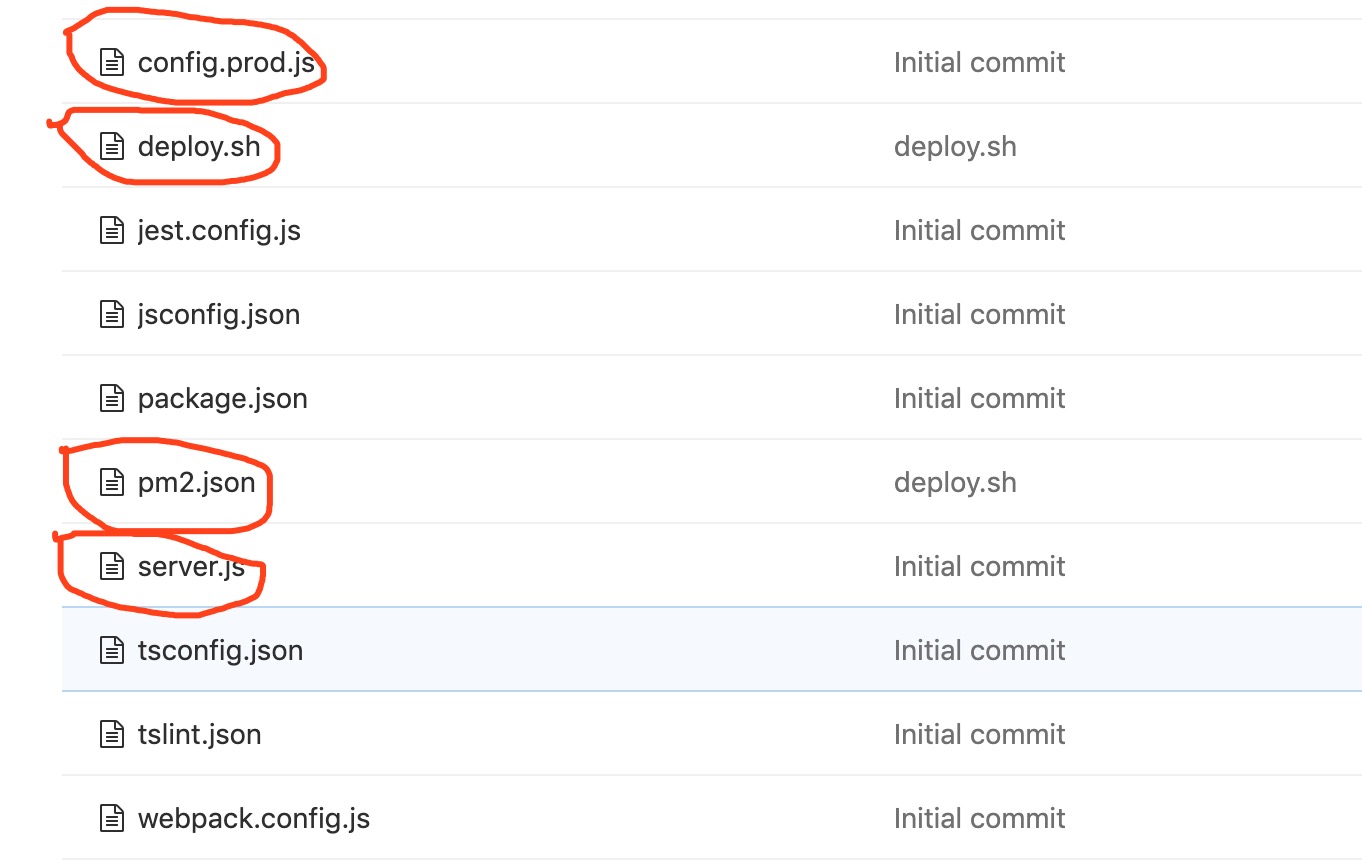 config.prod.js Initial commit
deploy.sh deploy.sh
jest.config.js Initial commit
jsconfig.json Initial commit
package.json Initial commit
pm2.json deploy.sh
server.js Initial commit
tsconfig.json Initial commit
tslint.json Initial commit
webpack.config.js Initial commit